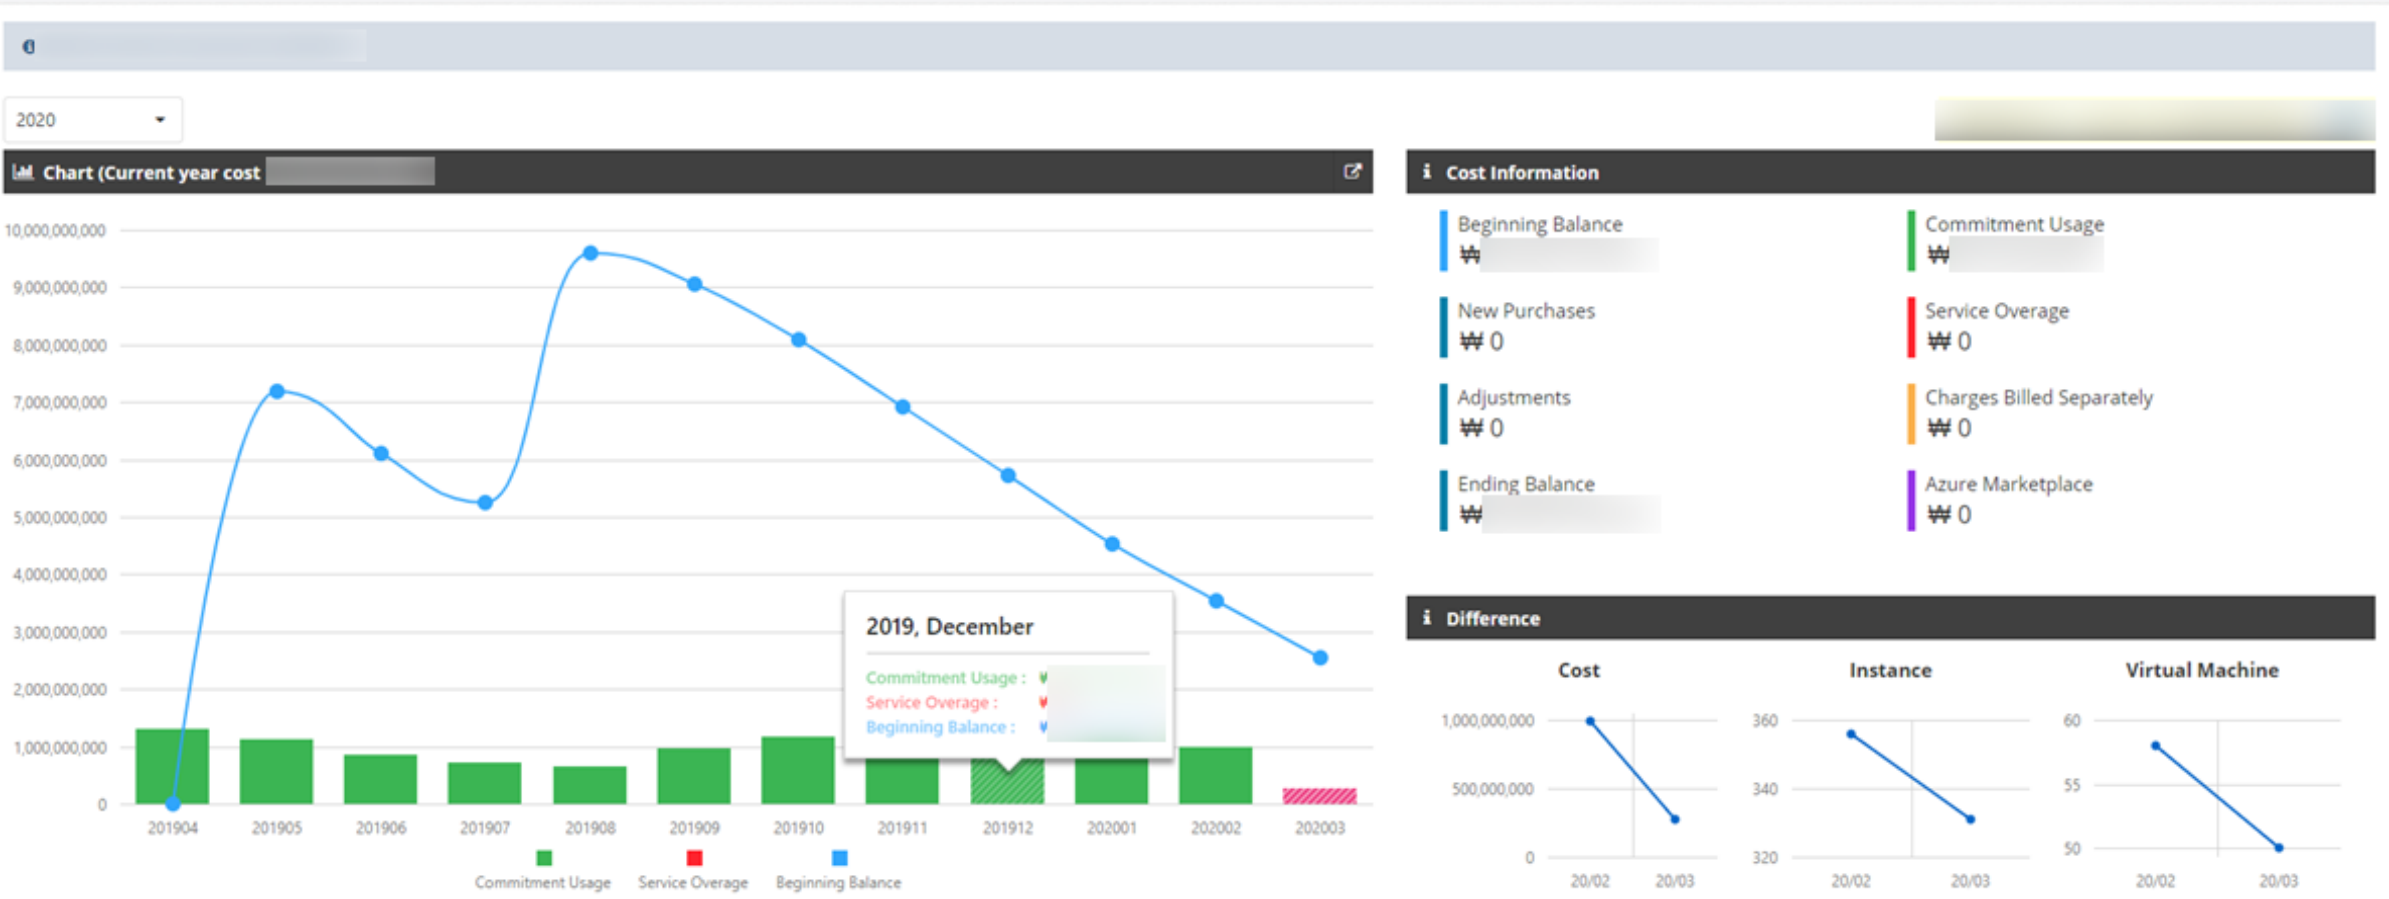 2020
Chart (Current year cost
10,000,000,000
9,000,000,000
8,000,000,000
7,000,000,000
6,000,000,000
5,000,000,000
4,000,000,000
3,000,000,000
2,000,000,000
1,000,000,000
0
2019, December
Commitment Usage :
Service Overage :
Beginning Balance :
201904 201905 201906 201907 201908 201909 201910 201911 201912 202001 202002 202003
Commitment Usage Service Overage Beginning Balance
Cost Information
Beginning Balance
₩
Commitment Usage
₩
New Purchases
₩ 0
Service Overage
₩ 0
Adjustments
₩ 0
Charges Billed Separately
₩ 0
Ending Balance
₩
Azure Marketplace
₩ 0
Difference
Cost
1,000,000,000
500,000,000
0
20/02 20/03
Instance
360
340
320
20/02 20/03
Virtual Machine
60
55
50
20/02 20/03